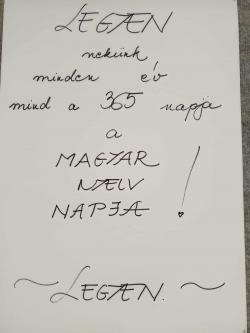 LEGYEN
nekünk
minden év
mind a 365 napja
a
MAGYAR
NYELV
NAPJA !
~ LEGYEN. ~